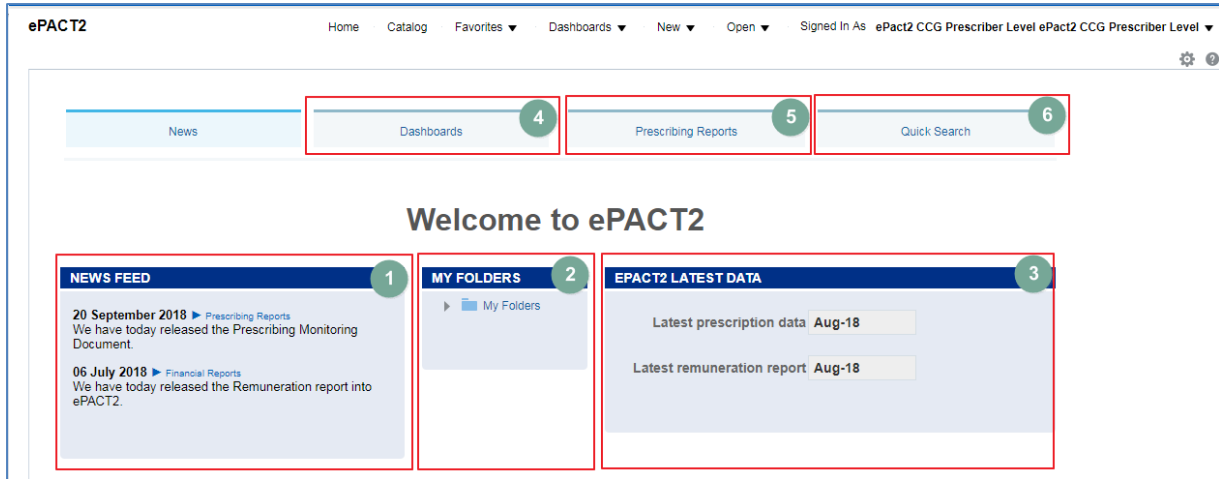 ePACT2 Home Catalog Favorites ▼ Dashboards ▼ New ▼ Open ▼ Signed In As ePact2 CCG Prescriber Level ePact2 CCG Prescriber Level ▼
News Dashboards 4 Prescribing Reports 5 Quick Search 6
Welcome to ePACT2
NEWS FEED 1
20 September 2018 ▶ Prescribing Reports
We have today released the Prescribing Monitoring
Document.
06 July 2018 ▶ Financial Reports
We have today released the Remuneration report into
ePACT2.
MY FOLDERS 2
My Folders
EPACT2 LATEST DATA 3
Latest prescription data Aug-18
Latest remuneration report Aug-18